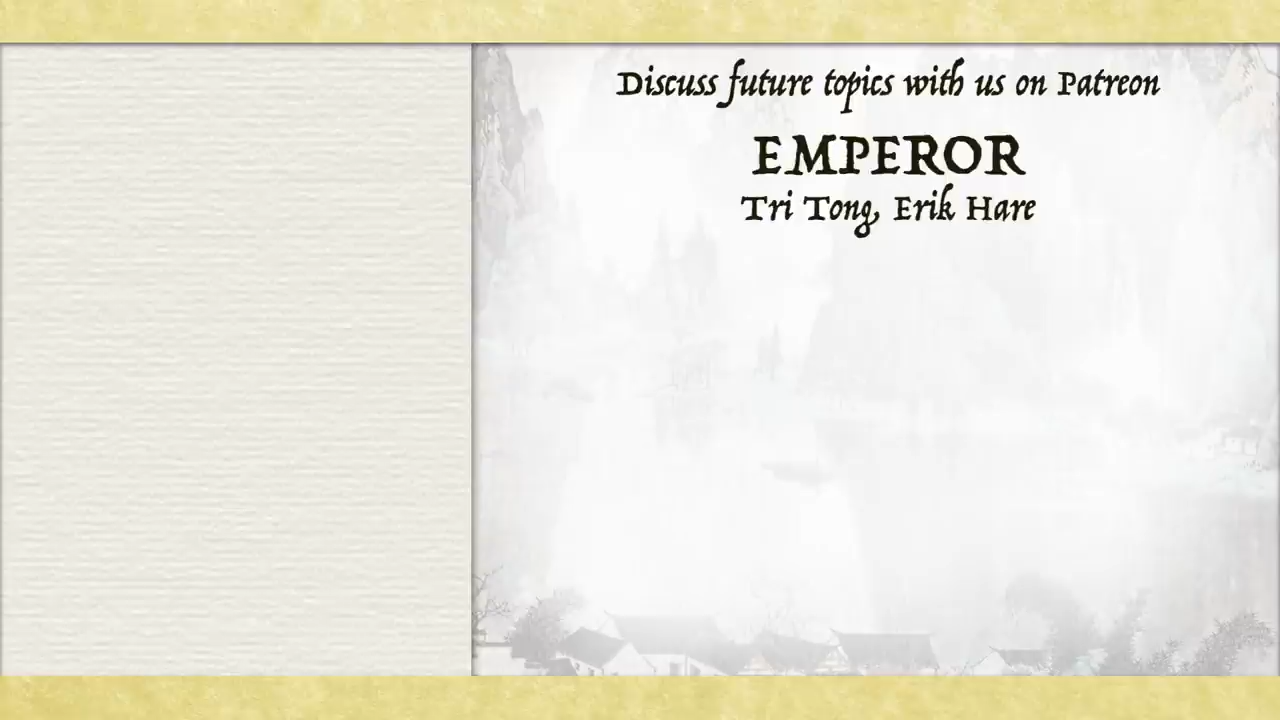 Discuss future topics with us on Patreon
EMPEROR
Tri Tong, Erik Hare